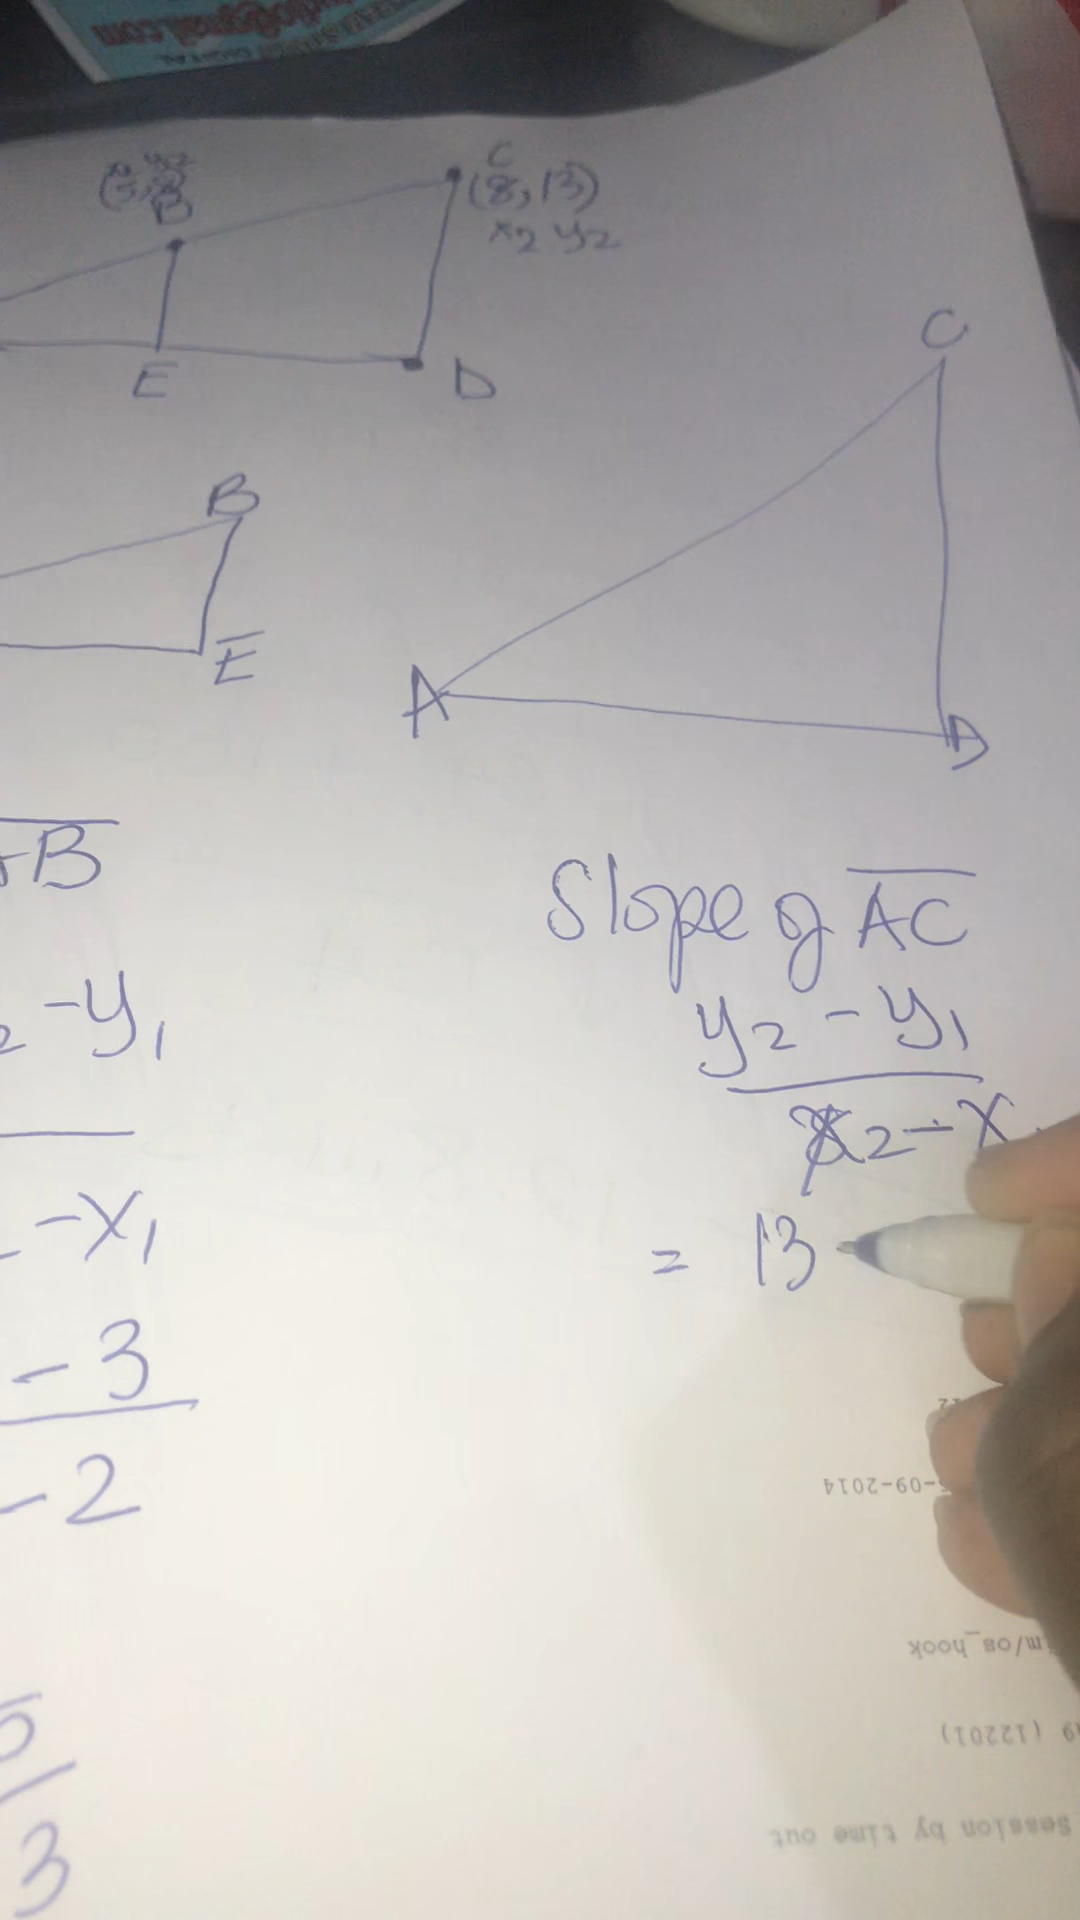 B
C
(8, 13)
x2 y2
E
D
C
B
E
A
D
B
Slope of AC
-y1
y2 - y1
x2 - x
-x1
= 13
- 3
- 2
3
-09-2014
m/os_hook
9 (12201)
Session by time out